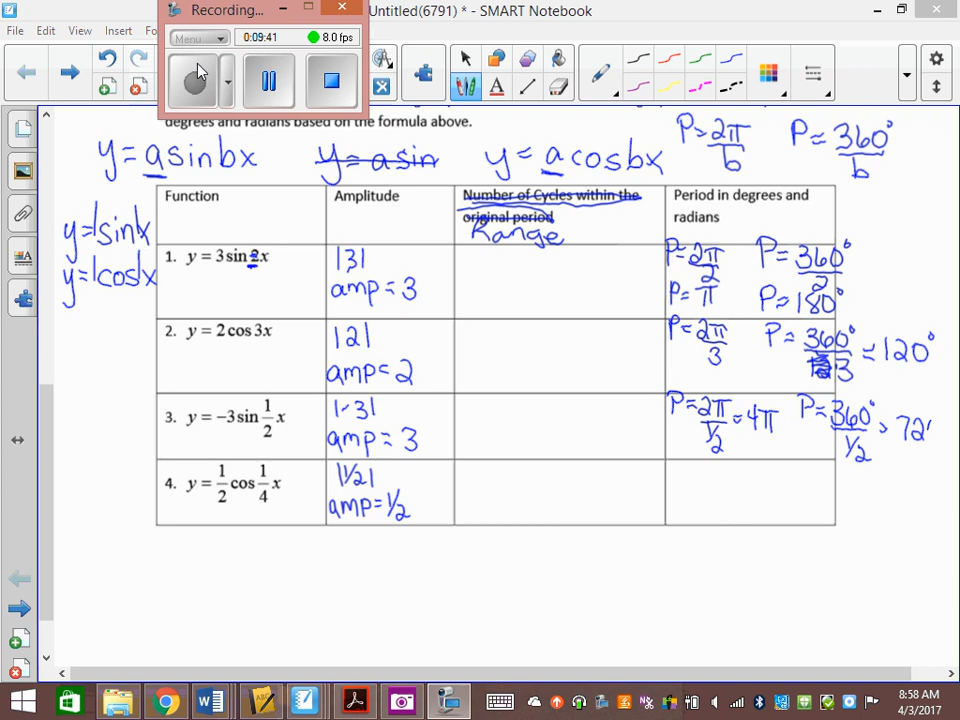 Recording...
Untitled(6791) * - SMART Notebook
Menu
00:09:41
8.0 fps
File Edit View Insert
degrees and radians based on the formula above.
P = 2π/b P = 360°/b
y = a sin bx y = a sin y = a cos bx
Function Amplitude Number of Cycles within the original period Period in degrees and radians
Range
y = 1 sin 1x
y = 1 cos 1x
1. y = 3 sin 2x |3| P = 2π/2 P = 360°/2
amp = 3 P = π P = 180°
2. y = 2 cos 3x |2| P = 2π/3 P = 360°/3 = 120°
amp = 2
3. y = −3 sin 1/2 x |-3| P = 2π/1/2 = 4π P = 360°/1/2 = 72
amp = 3
4. y = 1/2 cos 1/4 x |1/2|
amp = 1/2
8:58 AM
4/3/2017